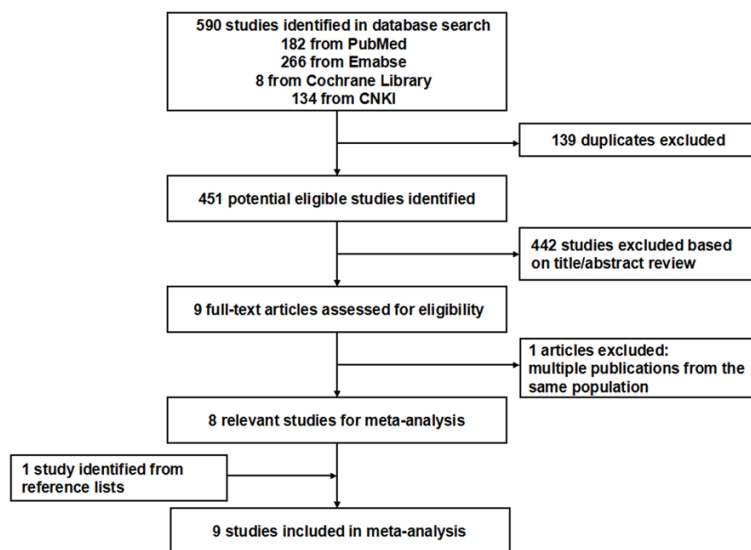 590 studies identified in database search
182 from PubMed
266 from Emabse
8 from Cochrane Library
134 from CNKI
139 duplicates excluded
451 potential eligible studies identified
442 studies excluded based
on title/abstract review
9 full-text articles assessed for eligibility
1 articles excluded:
multiple publications from the
same population
8 relevant studies for meta-analysis
1 study identified from
reference lists
9 studies included in meta-analysis